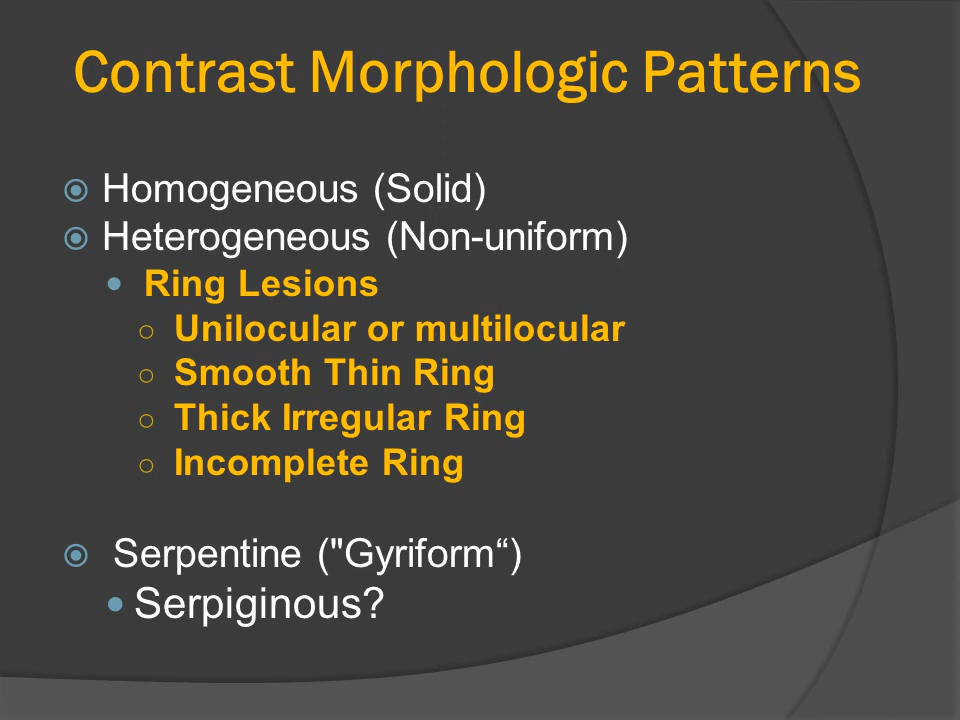 Contrast Morphologic Patterns
Homogeneous (Solid)
Heterogeneous (Non-uniform)
Ring Lesions
Unilocular or multilocular
Smooth Thin Ring
Thick Irregular Ring
Incomplete Ring
Serpentine ("Gyriform“)
Serpiginous?